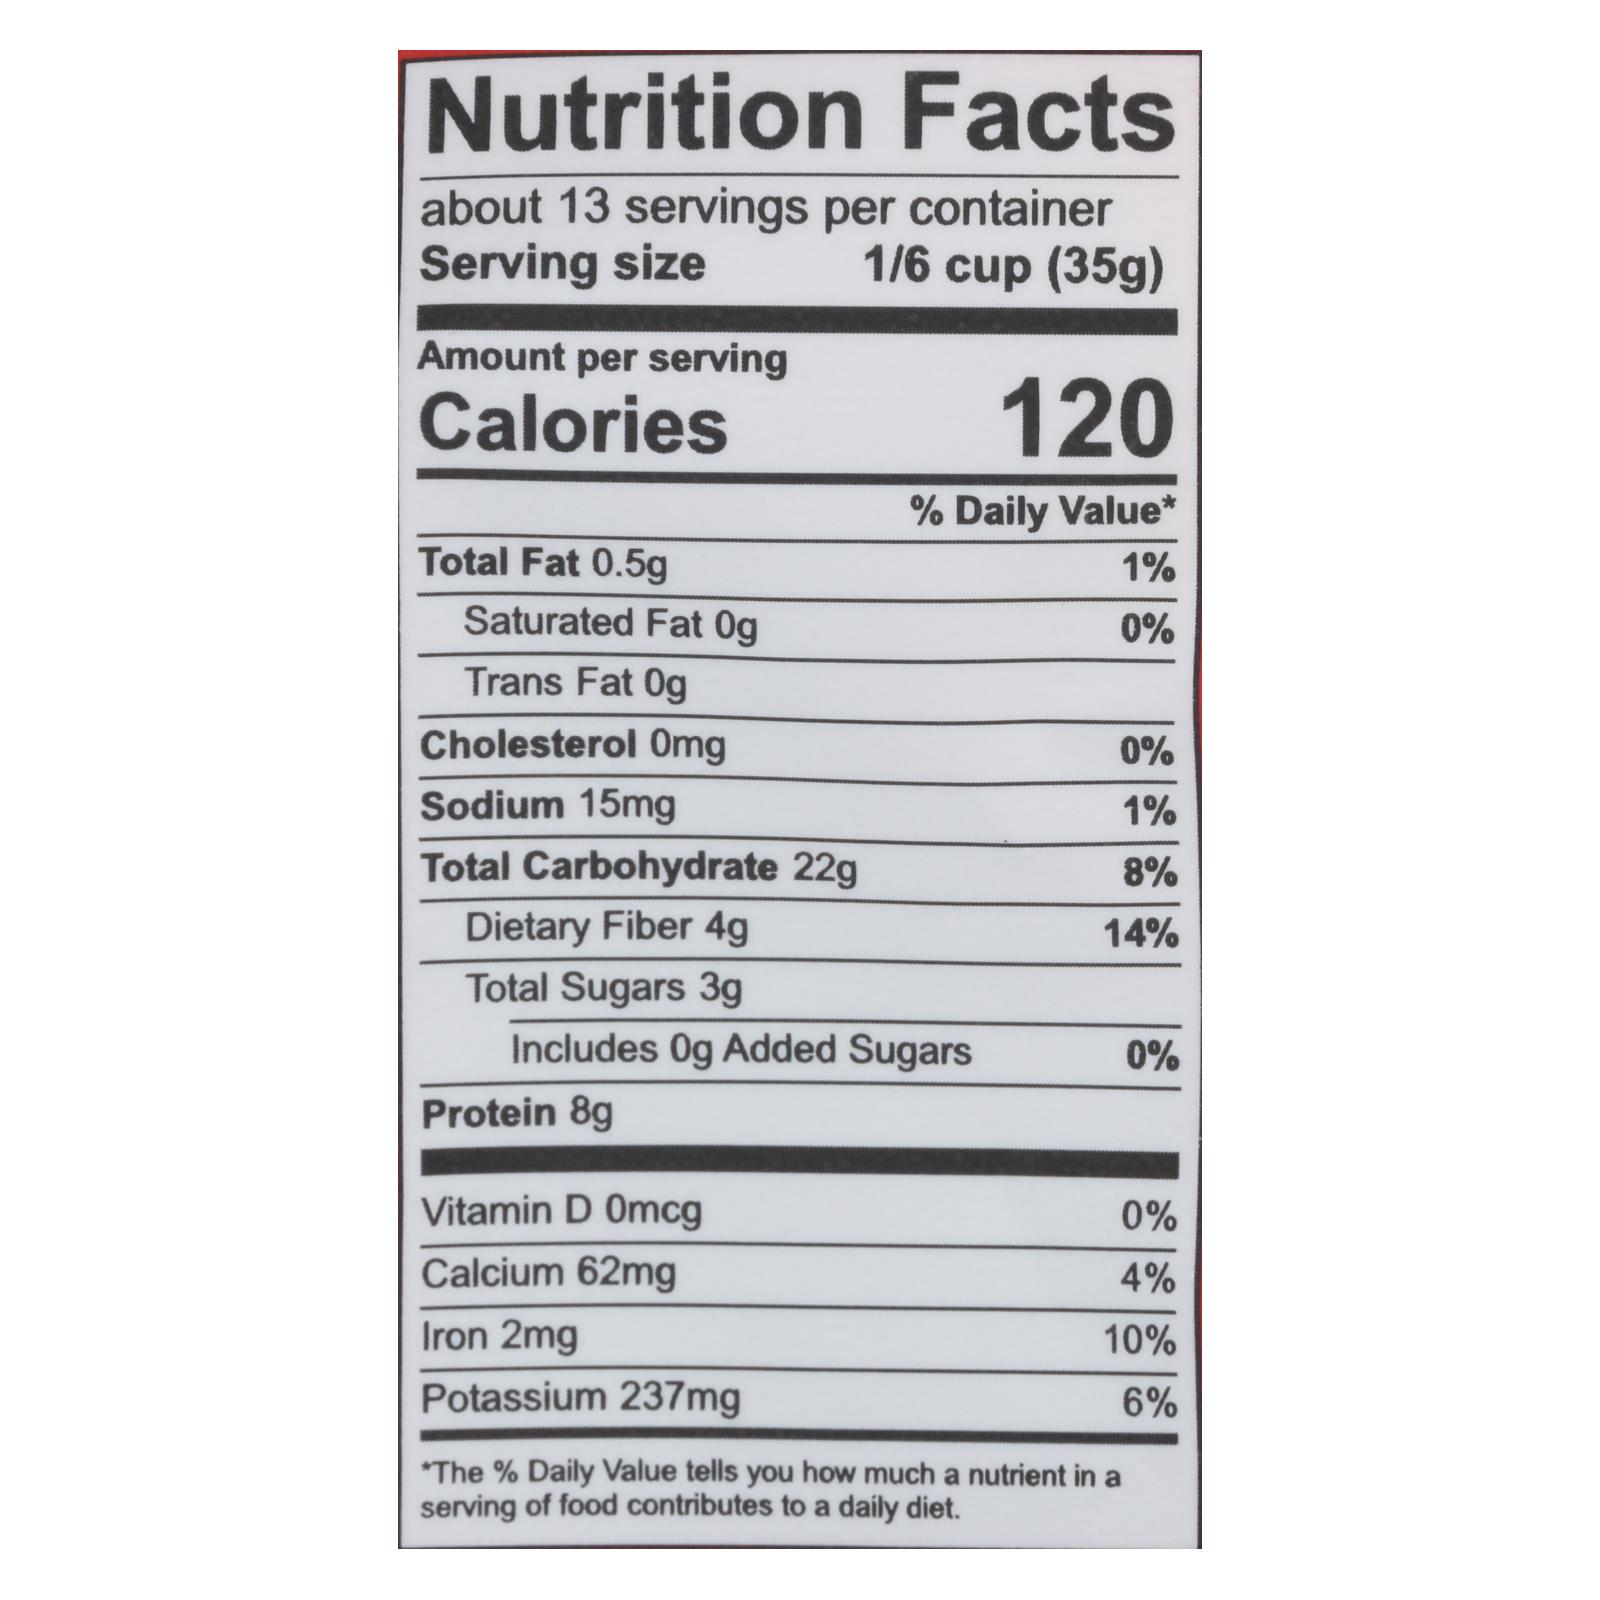 Nutrition Facts
about 13 servings per container
Serving size 1/6 cup (35g)
Amount per serving
Calories 120
% Daily Value*
Total Fat 0.5g 1%
Saturated Fat 0g 0%
Trans Fat 0g
Cholesterol 0mg 0%
Sodium 15mg 1%
Total Carbohydrate 22g 8%
Dietary Fiber 4g 14%
Total Sugars 3g
Includes 0g Added Sugars 0%
Protein 8g
Vitamin D 0mcg 0%
Calcium 62mg 4%
Iron 2mg 10%
Potassium 237mg 6%
*The % Daily Value tells you how much a nutrient in a
serving of food contributes to a daily diet.